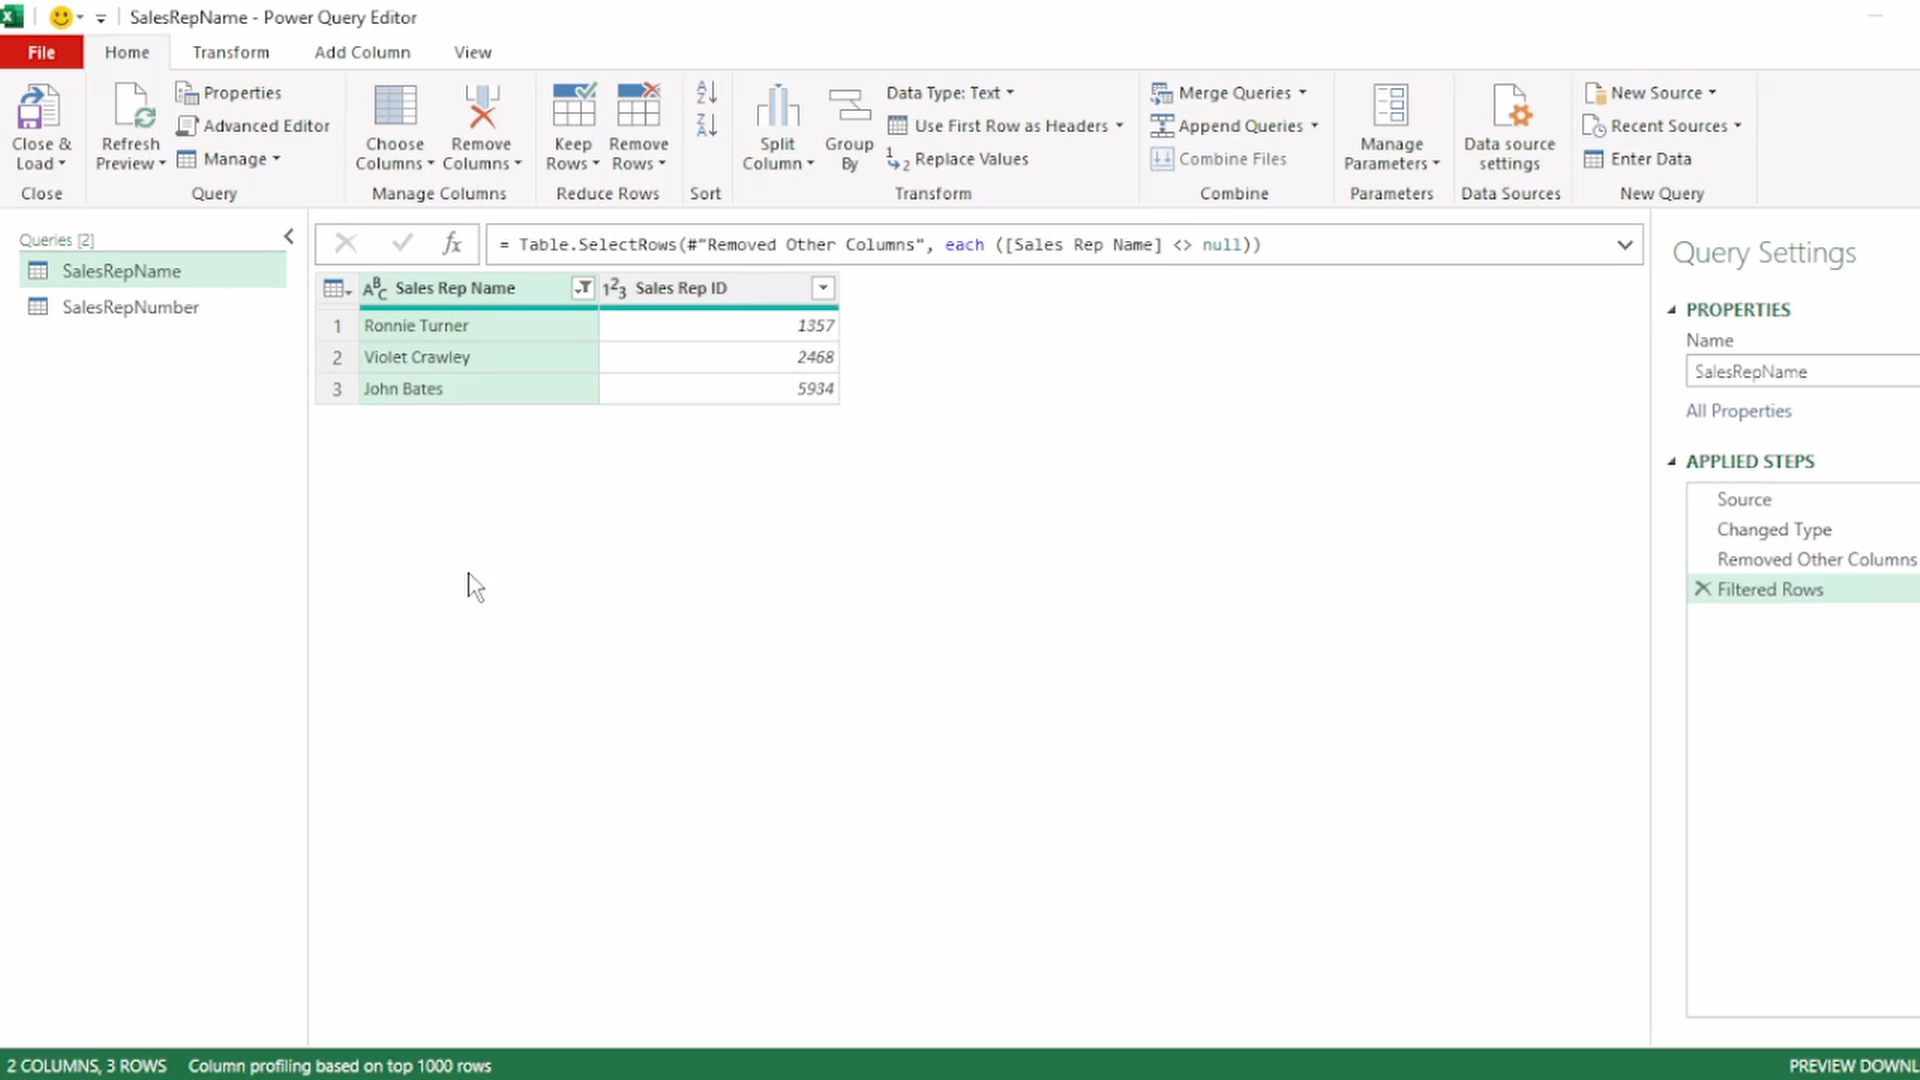 SalesRepName - Power Query Editor
File Home Transform Add Column View
Close & Load
Refresh Preview
Properties
Advanced Editor
Manage
Choose Columns
Remove Columns
Keep Rows
Remove Rows
A
Z
Z
A
Split Column
Group By
Data Type: Text
Use First Row as Headers
Replace Values
Merge Queries
Append Queries
Combine Files
Manage Parameters
Data source settings
New Source
Recent Sources
Enter Data
Close Query Manage Columns Reduce Rows Sort Transform Combine Parameters Data Sources New Query
Queries [2]
SalesRepName
SalesRepNumber
fx = Table.SelectRows(#"Removed Other Columns", each ([Sales Rep Name] <> null))
ABC Sales Rep Name 123 Sales Rep ID
1 Ronnie Turner 1357
2 Violet Crawley 2468
3 John Bates 5934
Query Settings
PROPERTIES
Name
SalesRepName
All Properties
APPLIED STEPS
Source
Changed Type
Removed Other Columns
Filtered Rows
2 COLUMNS, 3 ROWS Column profiling based on top 1000 rows PREVIEW DOWNL